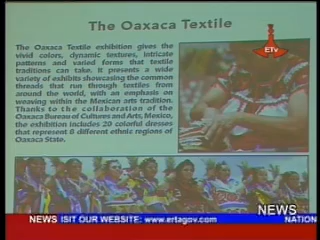 The Oaxaca Textile
ETV
The Oaxaca Textile exhibition gives the
vivid colors, dynamic textures, intricate
patterns and varied forms that textile
traditions can take. It presents a wide
variety of exhibits showcasing the common
threads that run through textiles from
around the world, with an emphasis on
weaving within the Mexican arts tradition.
Thanks to the collaboration of the
Oaxaca Bureau of Cultures and Arts, Mexico,
the exhibition includes 20 colorful dresses
that represent 8 different ethnic regions of
Oaxaca State.
NEWS
NEWS ISIT OUR WEBSITE: www.ertagov.com NATION